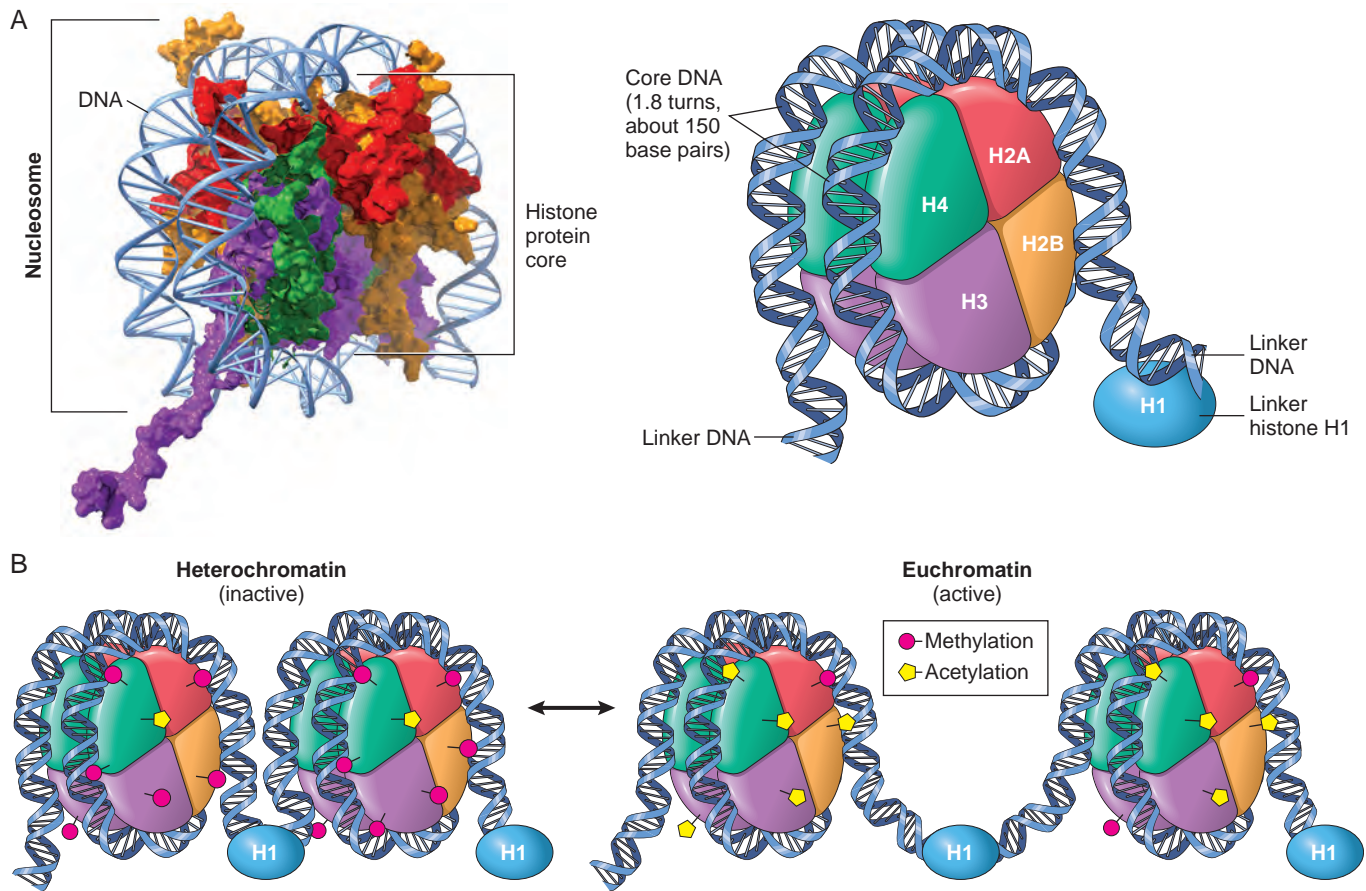 A
Nucleosome
DNA
Histone
protein
core
Core DNA
(1.8 turns,
about 150
base pairs)
H2A
H4
H2B
H3
Linker
DNA
H1
Linker
histone H1
Linker DNA
B
Heterochromatin
(inactive)
Euchromatin
(active)
Methylation
Acetylation
H1
H1
H1
H1